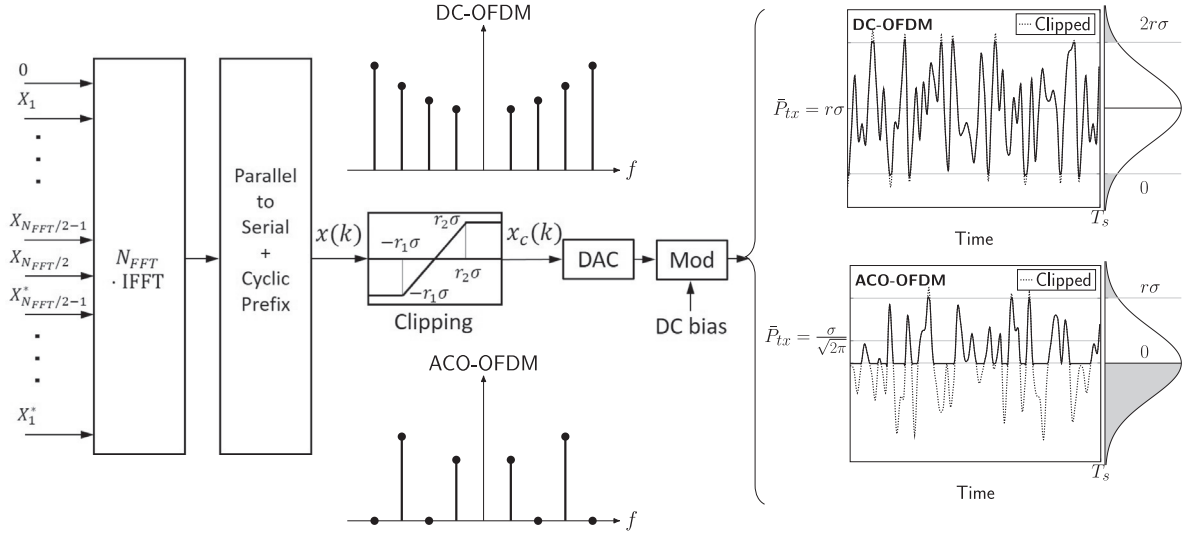 0
X_1
X_{N_{FFT}/2-1}
X_{N_{FFT}/2}
X^*_{N_{FFT}/2-1}
X^*_1
N_{FFT}
· IFFT
Parallel
to
Serial
+
Cyclic
Prefix
DC-OFDM
f
x(k)
-r_1σ
r_2σ
r_2σ
-r_1σ
Clipping
x_c(k)
DAC
Mod
DC bias
ACO-OFDM
f
DC-OFDM
Clipped
2rσ
P̄_{tx} = rσ
0
T_s
Time
ACO-OFDM
Clipped
rσ
P̄_{tx} = σ/√2π
0
T_s
Time